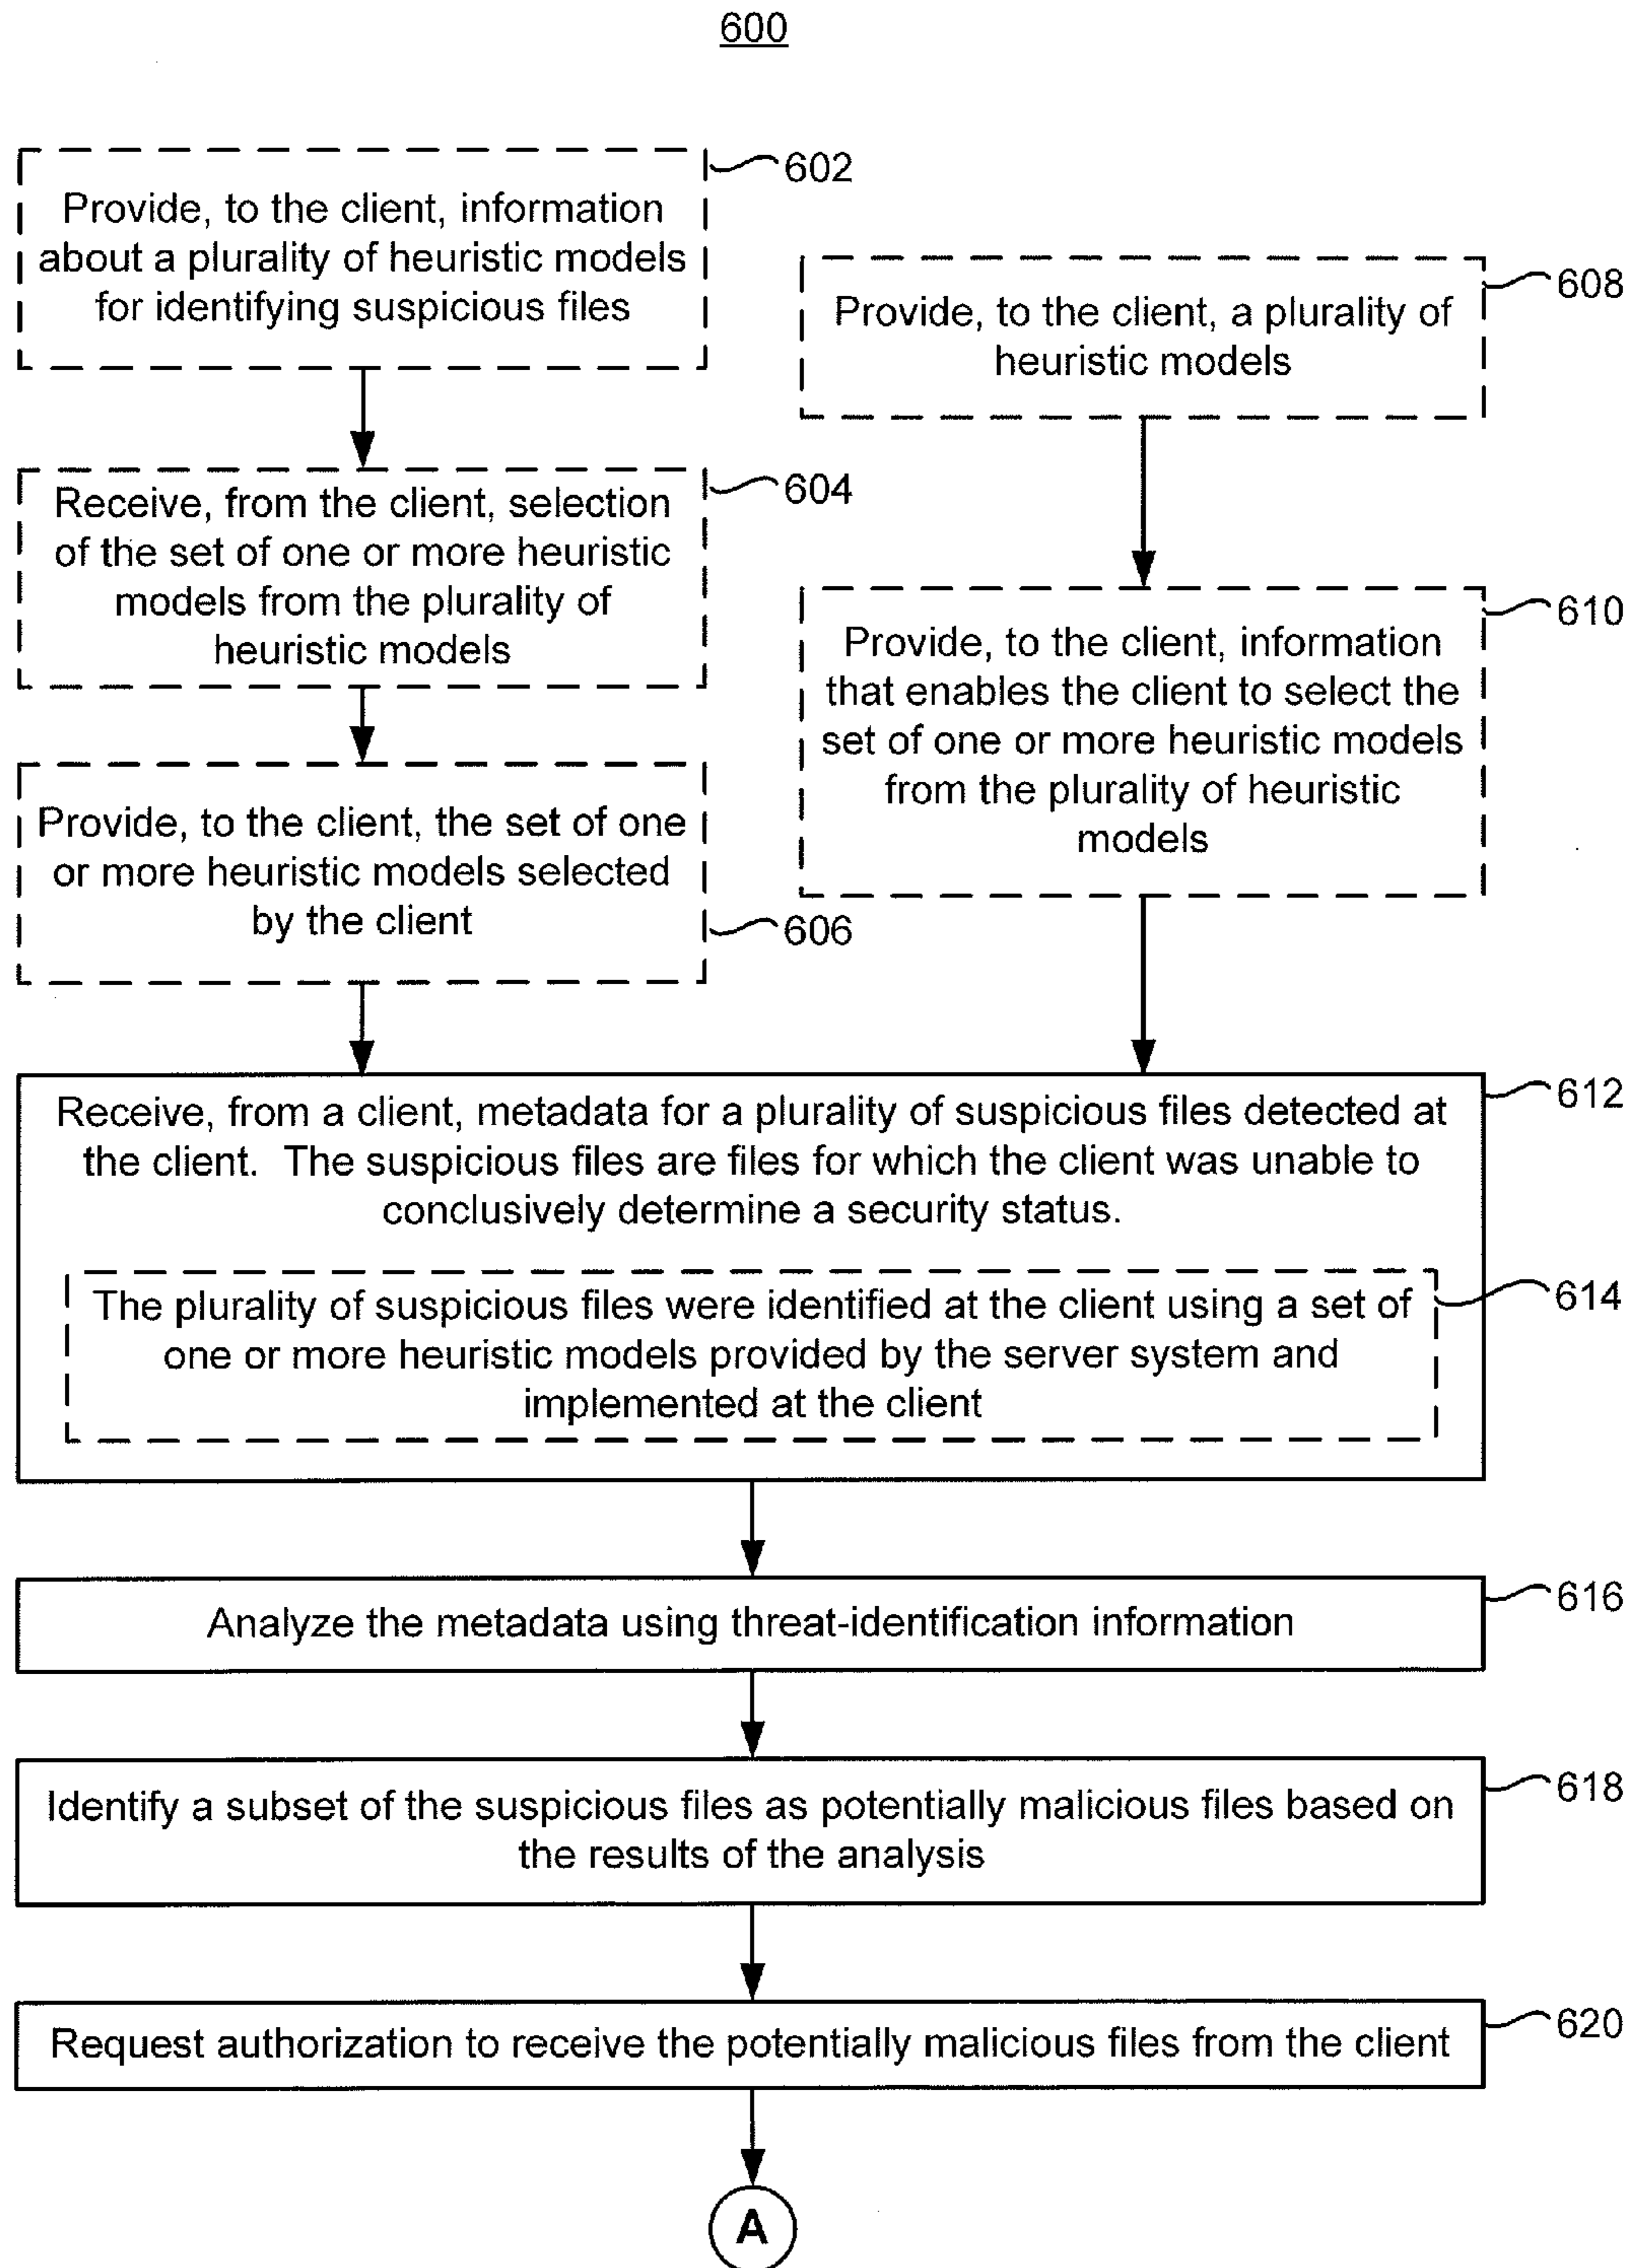 600
602
Provide, to the client, information
about a plurality of heuristic models
for identifying suspicious files
604
Receive, from the client, selection
of the set of one or more heuristic
models from the plurality of
heuristic models
Provide, to the client, the set of one
or more heuristic models selected
by the client
606
608
Provide, to the client, a plurality of
heuristic models
610
Provide, to the client, information
that enables the client to select the
set of one or more heuristic models
from the plurality of heuristic
models
612
Receive, from a client, metadata for a plurality of suspicious files detected at
the client. The suspicious files are files for which the client was unable to
conclusively determine a security status.
614
The plurality of suspicious files were identified at the client using a set of
one or more heuristic models provided by the server system and
implemented at the client
616
Analyze the metadata using threat-identification information
618
Identify a subset of the suspicious files as potentially malicious files based on
the results of the analysis
620
Request authorization to receive the potentially malicious files from the client
A